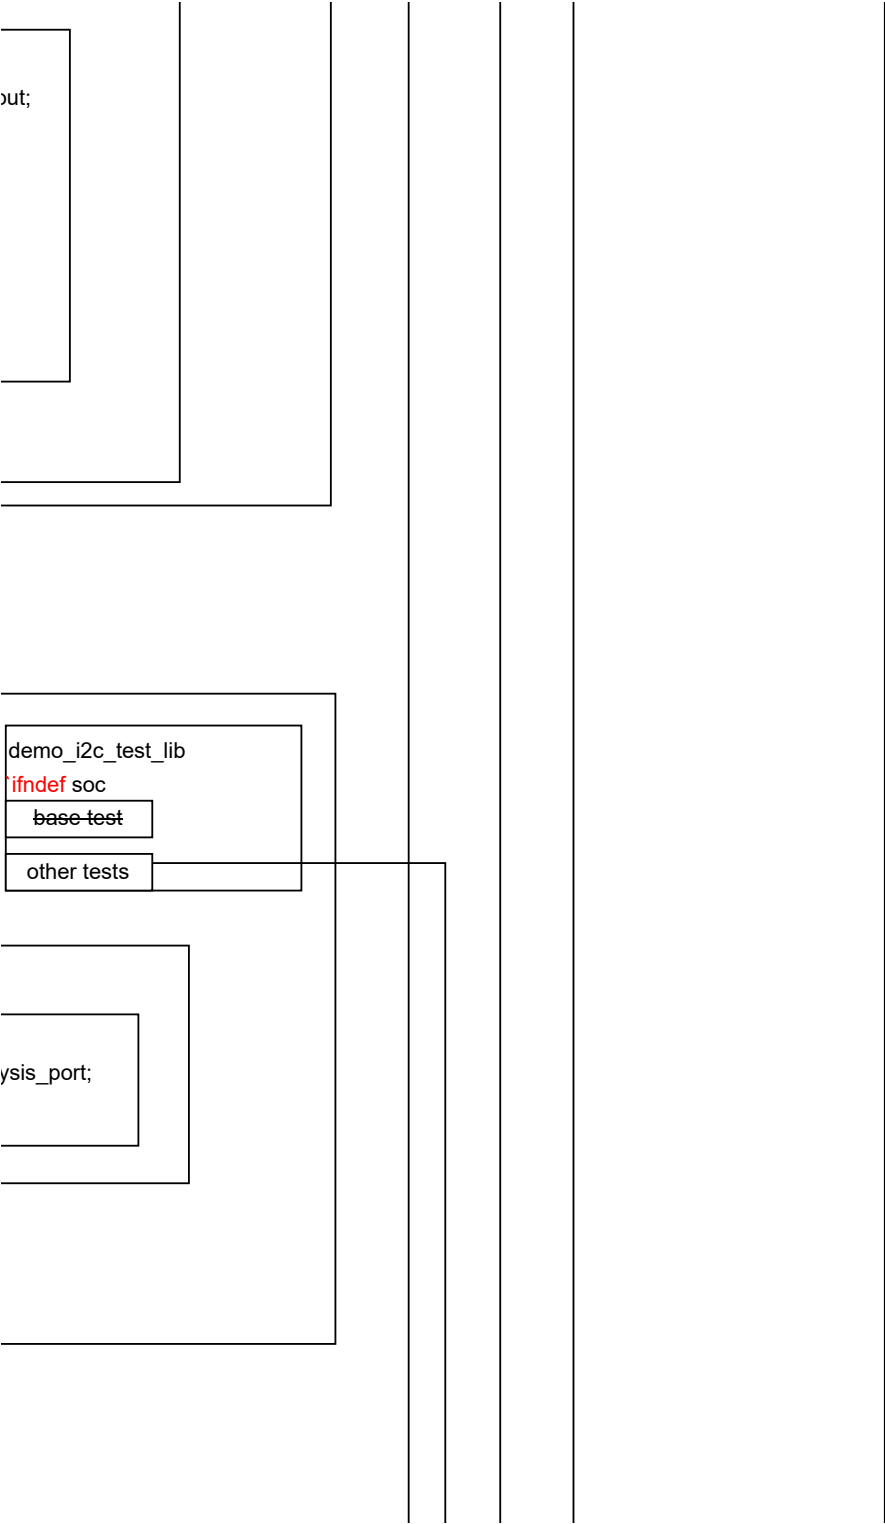 out;
demo_i2c_test_lib
`ifndef soc
base test
other tests
ysis_port;